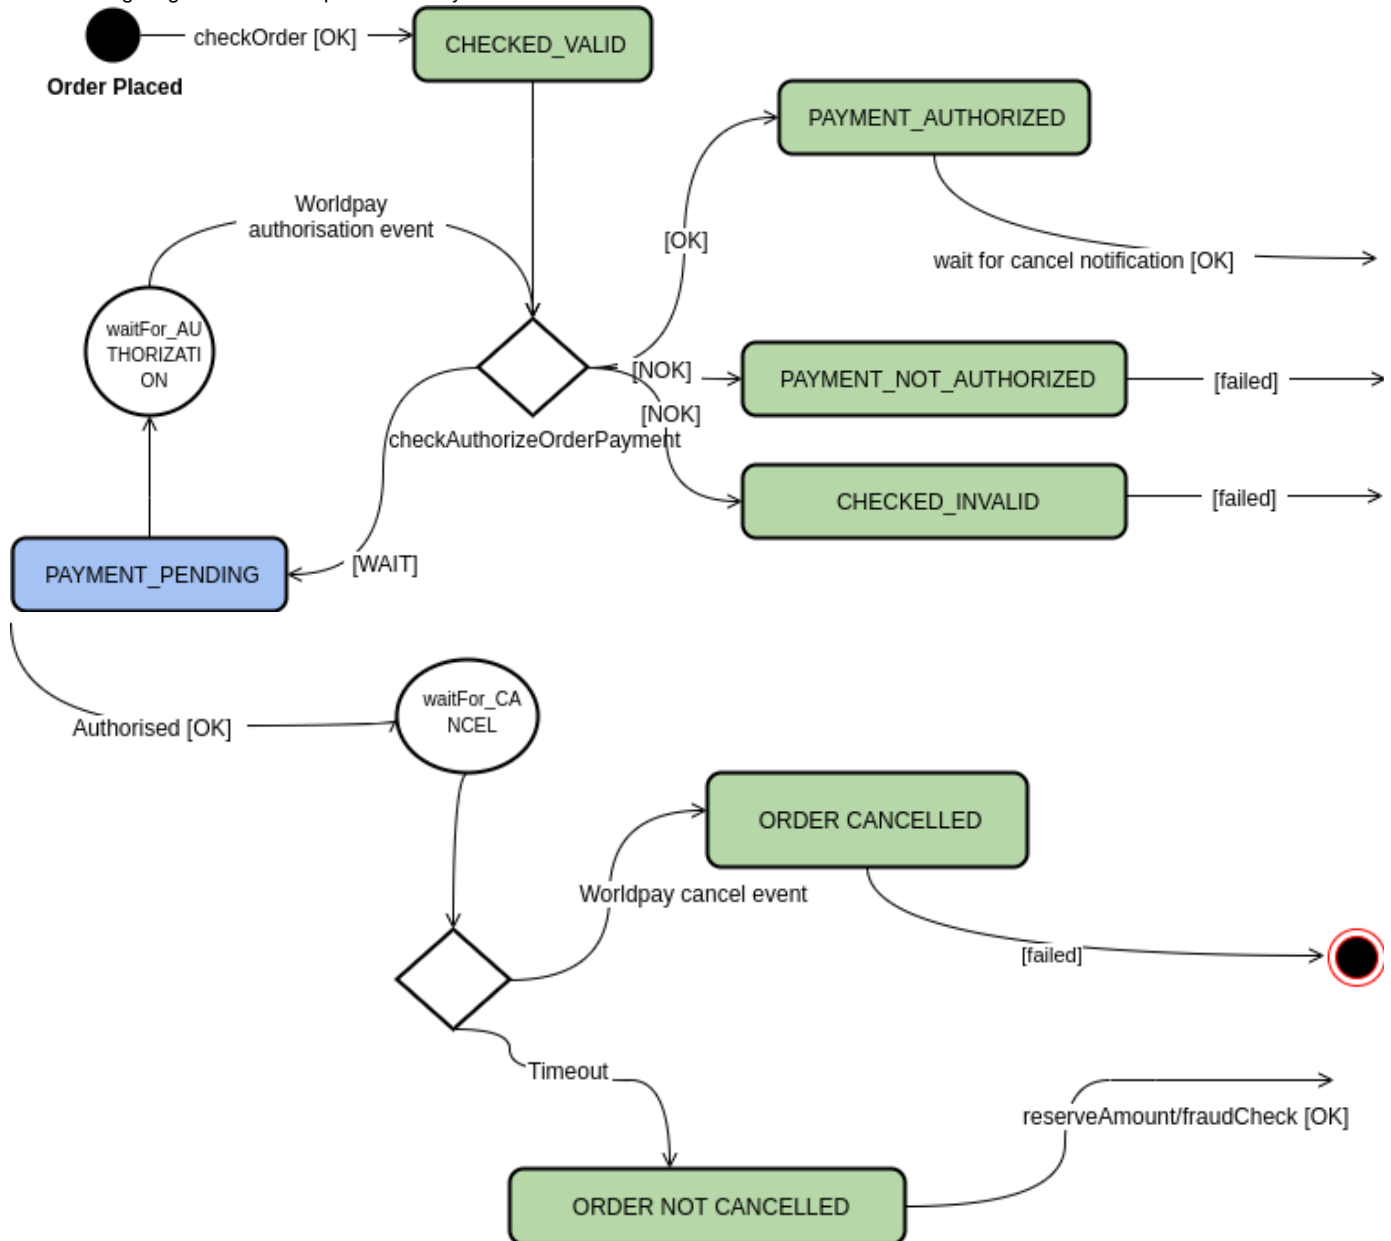 checkOrder [OK]
CHECKED_VALID
Order Placed
PAYMENT_AUTHORIZED
Worldpay
authorisation event
[OK]
wait for cancel notification [OK]
waitFor_AU
THORIZATI
ON
[NOK]
PAYMENT_NOT_AUTHORIZED
[failed]
[NOK]
checkAuthorizeOrderPayment
CHECKED_INVALID
[failed]
[WAIT]
PAYMENT_PENDING
waitFor_CA
NCEL
Authorised [OK]
ORDER CANCELLED
Worldpay cancel event
[failed]
Timeout
reserveAmount/fraudCheck [OK]
ORDER NOT CANCELLED